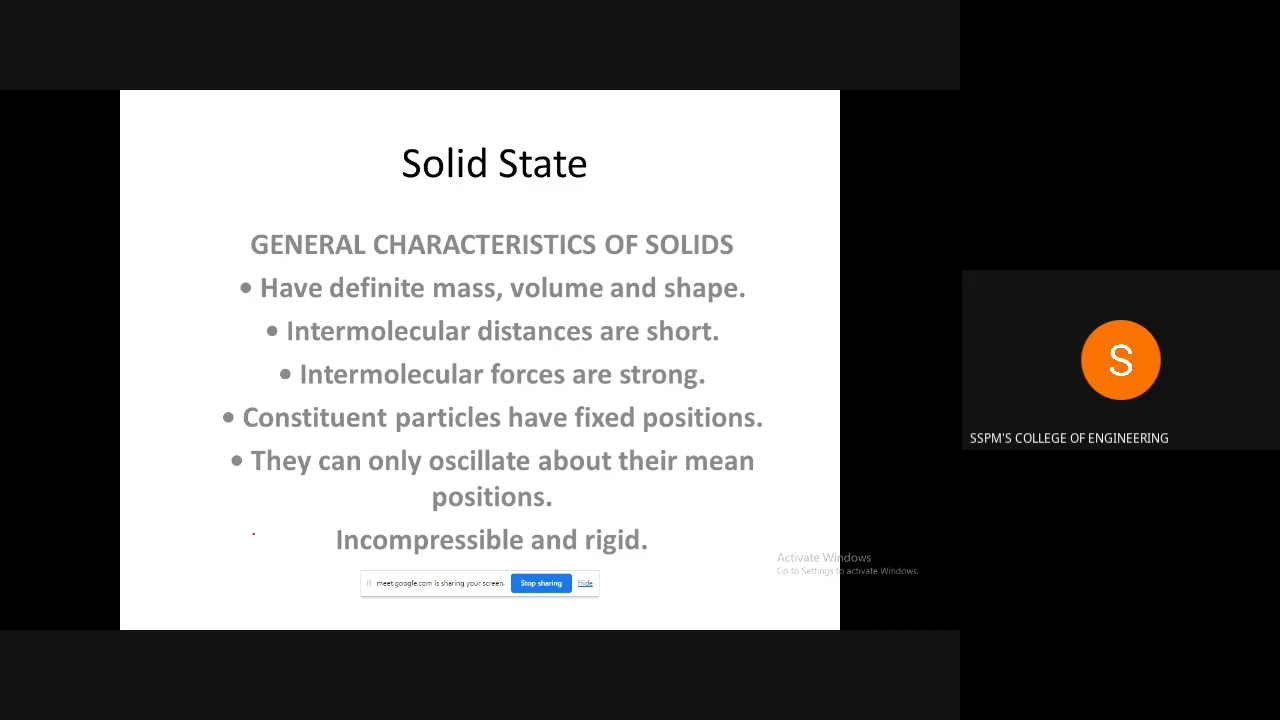 Solid State
GENERAL CHARACTERISTICS OF SOLIDS
• Have definite mass, volume and shape.
• Intermolecular distances are short.
• Intermolecular forces are strong.
• Constituent particles have fixed positions.
• They can only oscillate about their mean
positions.
Incompressible and rigid.
meet.google.com is sharing your screen. Stop sharing Hide
Activate Windows
Go to Settings to activate Windows.
S
SSPM'S COLLEGE OF ENGINEERING